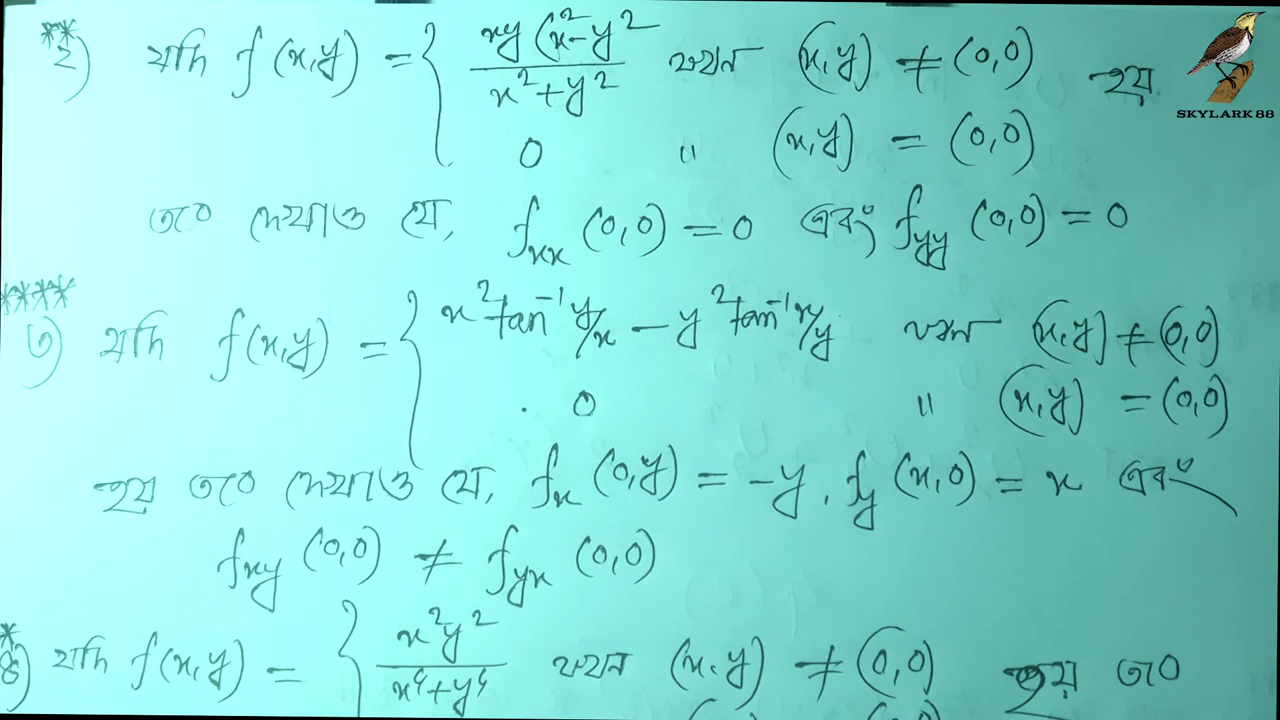 **
২) যদি f(x,y) = { xy(x²-y² / x²+y² যখন (x,y) ≠ (0,0) হয়
SKYLARK 88
0 " (x,y) = (0,0)
তবে দেখাও যে, fxx (0,0) = 0 এবং fyy (0,0) = 0
****
৩) যদি f(x,y) = { x² tan⁻¹ y/x - y² tan⁻¹ x/y যখন (x,y) ≠ (0,0)
0 " (x,y) = (0,0)
হয় তবে দেখাও যে, fx (0,y) = -y, fy (x,0) = x এবং
fxy (0,0) ≠ fyx (0,0)
*
৪) যদি f(x,y) = { x²y² / x⁴+y⁴ যখন (x,y) ≠ (0,0) হয় তবে